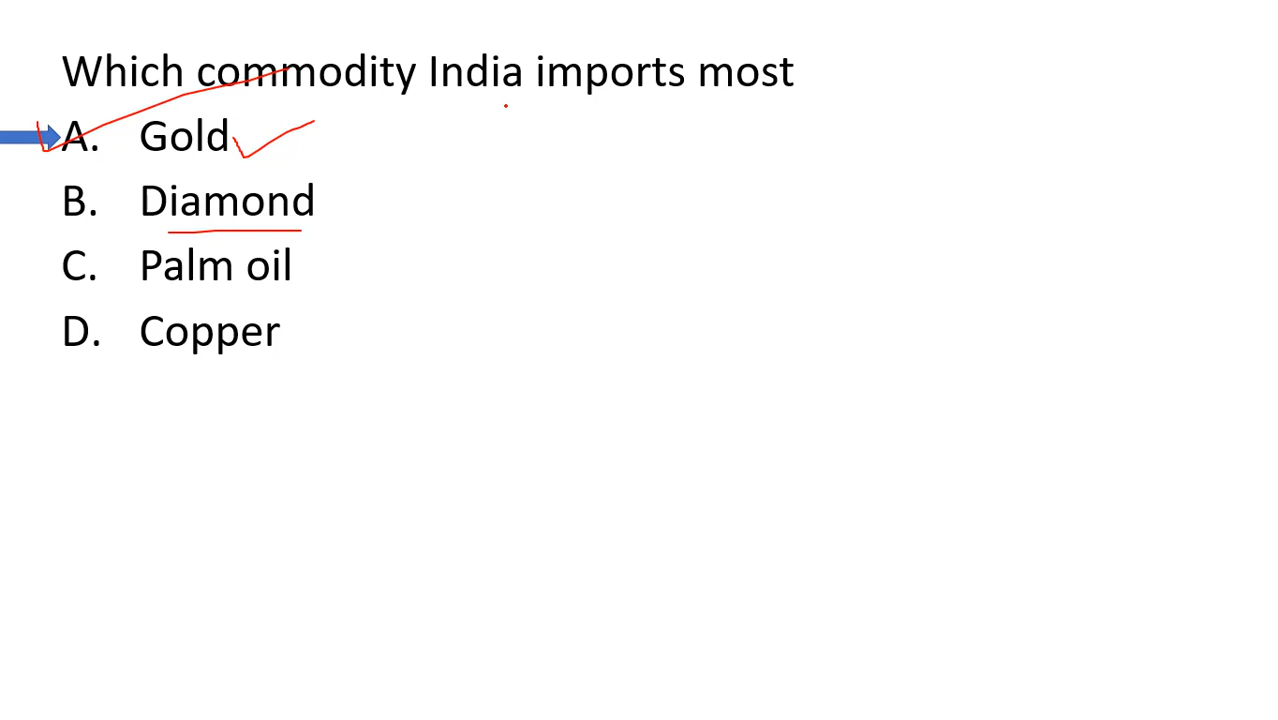 Which commodity India imports most
A. Gold
B. Diamond
C. Palm oil
D. Copper